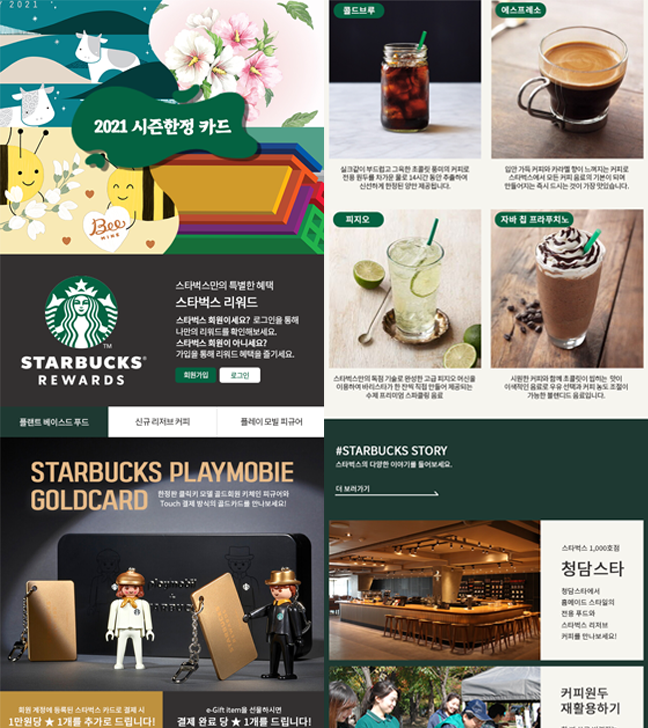 2021
2021 시즌한정 카드
Bee
MINE
STARBUCKS®
REWARDS
TM
스타벅스만의 특별한 혜택
스타벅스 리워드
스타벅스 회원이세요? 로그인을 통해
나만의 리워드를 확인해보세요.
스타벅스 회원이 아니세요?
가입을 통해 리워드 혜택을 즐기세요.
회원가입
로그인
플랜트 베이스드 푸드
신규 리저브 커피
플레이 모빌 피규어
STARBUCKS PLAYMOBIE
GOLDCARD
한정판 클릭키 모델 골드회원 키체인 피규어와
Touch 결제 방식의 골드카드를 만나보세요!
회원 계정에 등록된 스타벅스 카드로 결제 시
1만원당 ★ 1개를 추가로 드립니다!
e-Gift item을 선물하시면
결제 완료 당 ★ 1개를 드립니다!
콜드브루
실크같이 부드럽고 그윽한 초콜릿 풍미의 커피로
전용 원두를 차가운 물로 14시간 동안 추출하여
신선하게 한정된 양만 제공됩니다.
에스프레소
입안 가득 커피와 카라멜 향이 느껴지는 커피로
스타벅스에서 모든 커피 음료의 기본이 되며
만들어지는 즉시 드시는 것이 가장 맛있습니다.
피지오
스타벅스만의 독점 기술로 완성한 고급 피지오 머신을
이용하여 바리스타가 한 잔씩 직접 만들어 제공되는
수제 프리미엄 스파클링 음료
자바 칩 프라푸치노
시원한 커피와 함께 초콜릿이 씹히는 맛이
이색적인 음료로 우유 선택과 커피 농도 조절이
가능한 블렌디드 음료입니다.
#STARBUCKS STORY
스타벅스의 다양한 이야기를 들어보세요.
더 보러가기
스타벅스 1,000호점
청담스타
청담스타에서
홈메이드 스타일의
전용 푸드와
스타벅스 리저브
커피를 만나보세요!
커피원두
재활용하기